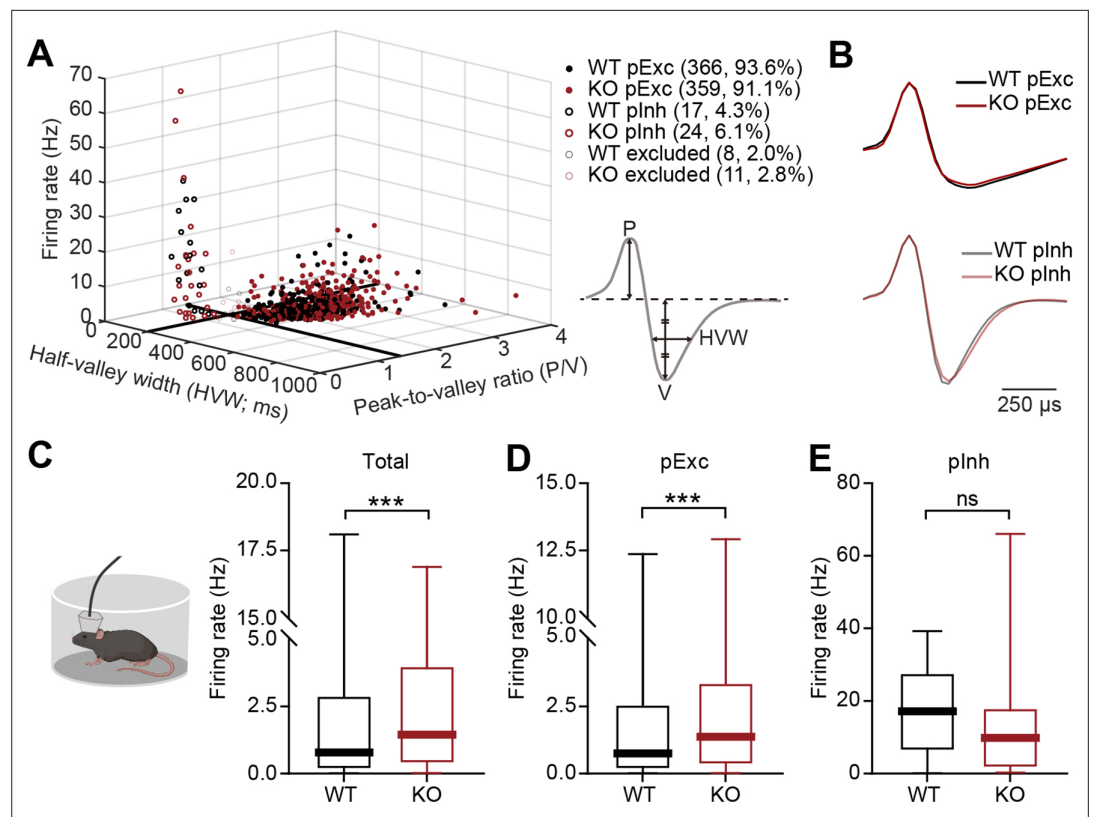 A
70
60
50
40
30
20
10
0
Firing rate (Hz)
0
200
400
600
800
1000
Half-valley width (HVW; ms)
0
1
2
3
4
Peak-to-valley ratio (P/V)
WT pExc (366, 93.6%)
KO pExc (359, 91.1%)
WT pInh (17, 4.3%)
KO pInh (24, 6.1%)
WT excluded (8, 2.0%)
KO excluded (11, 2.8%)
P
HVW
V
B
WT pExc
KO pExc
WT pInh
KO pInh
250 µs
C
Total
Firing rate (Hz)
20.0
17.5
15.0
5.0
2.5
0.0
***
WT
KO
D
pExc
Firing rate (Hz)
15.0
12.5
10.0
5.0
2.5
0.0
***
WT
KO
E
pInh
Firing rate (Hz)
80
60
40
20
0
ns
WT
KO